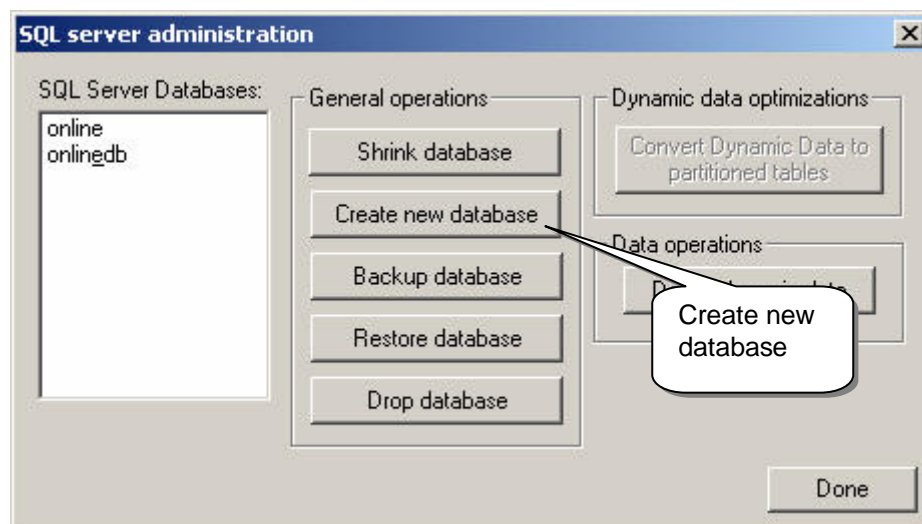 SQL server administration
SQL Server Databases:
online
onlinedb
General operations
Shrink database
Create new database
Backup database
Restore database
Drop database
Dynamic data optimizations
Convert Dynamic Data to
partitioned tables
Data operations
Create new
database
Done